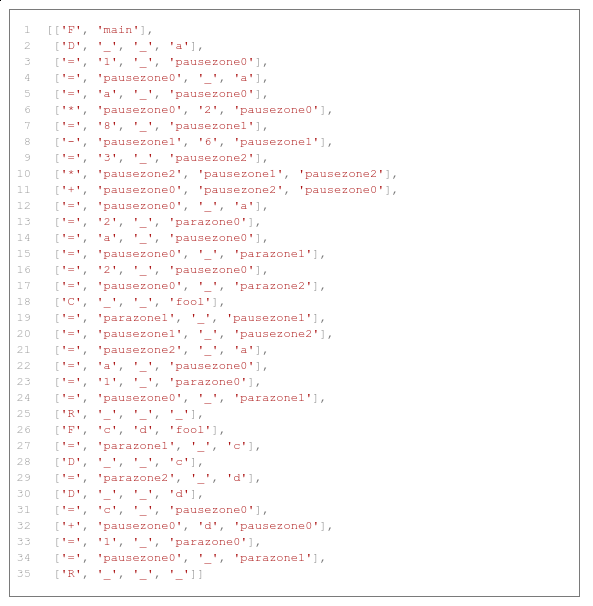 1 [['F', 'main'],
2 ['D', '_', '_', 'a'],
3 ['=', '1', '_', 'pausezone0'],
4 ['=', 'pausezone0', '_', 'a'],
5 ['=', 'a', '_', 'pausezone0'],
6 ['*', 'pausezone0', '2', 'pausezone0'],
7 ['=', '8', '_', 'pausezone1'],
8 ['-', 'pausezone1', '6', 'pausezone1'],
9 ['=', '3', '_', 'pausezone2'],
10 ['*', 'pausezone2', 'pausezone1', 'pausezone2'],
11 ['+', 'pausezone0', 'pausezone2', 'pausezone0'],
12 ['=', 'pausezone0', '_', 'a'],
13 ['=', '2', '_', 'parazone0'],
14 ['=', 'a', '_', 'pausezone0'],
15 ['=', 'pausezone0', '_', 'parazone1'],
16 ['=', '2', '_', 'pausezone0'],
17 ['=', 'pausezone0', '_', 'parazone2'],
18 ['C', '_', '_', 'fool'],
19 ['=', 'parazone1', '_', 'pausezone1'],
20 ['=', 'pausezone1', '_', 'pausezone2'],
21 ['=', 'pausezone2', '_', 'a'],
22 ['=', 'a', '_', 'pausezone0'],
23 ['=', '1', '_', 'parazone0'],
24 ['=', 'pausezone0', '_', 'parazone1'],
25 ['R', '_', '_', '_'],
26 ['F', 'c', 'd', 'fool'],
27 ['=', 'parazone1', '_', 'c'],
28 ['D', '_', '_', 'c'],
29 ['=', 'parazone2', '_', 'd'],
30 ['D', '_', '_', 'd'],
31 ['=', 'c', '_', 'pausezone0'],
32 ['+', 'pausezone0', 'd', 'pausezone0'],
33 ['=', '1', '_', 'parazone0'],
34 ['=', 'pausezone0', '_', 'parazone1'],
35 ['R', '_', '_', '_']]